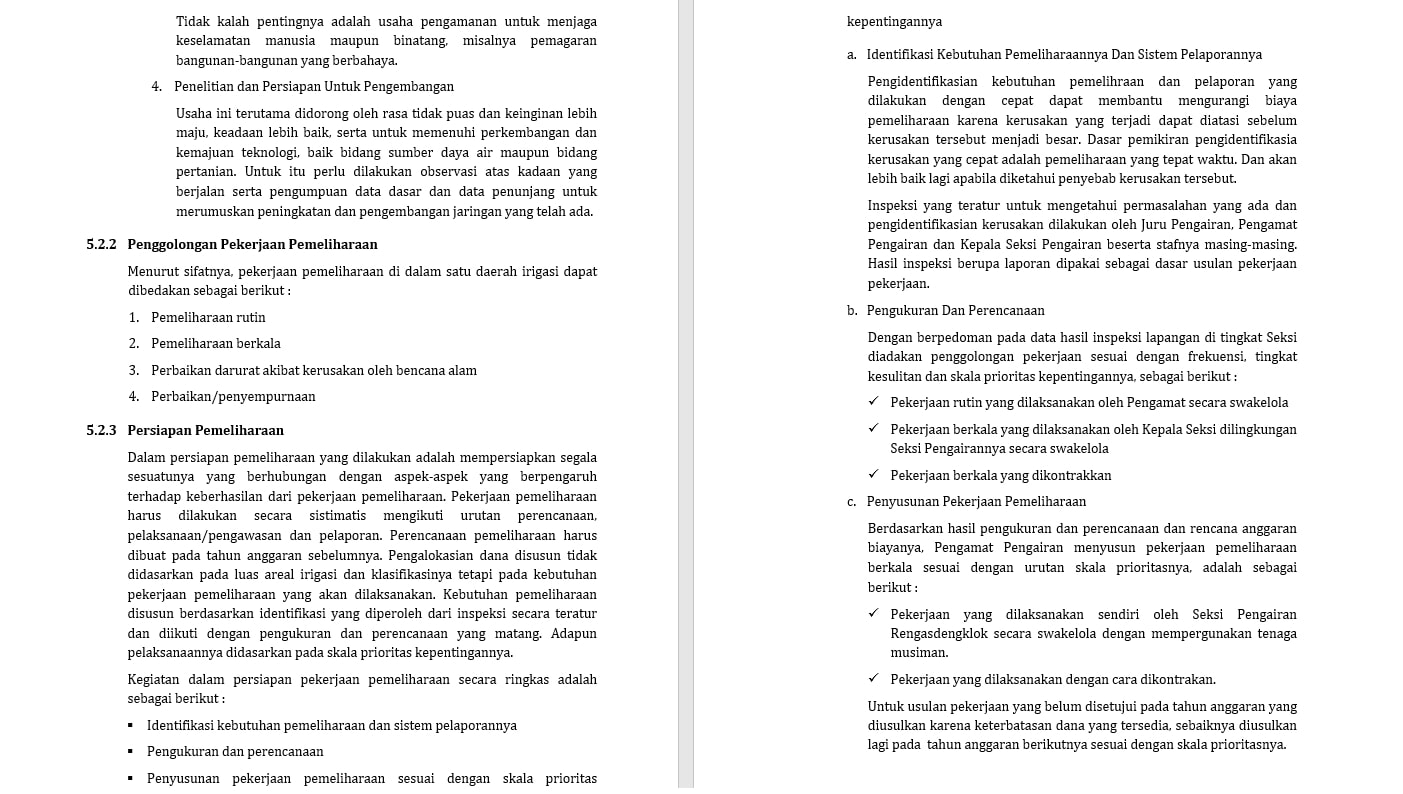 Tidak kalah pentingnya adalah usaha pengamanan untuk menjaga
keselamatan manusia maupun binatang, misalnya pemagaran
bangunan-bangunan yang berbahaya.
4. Penelitian dan Persiapan Untuk Pengembangan
Usaha ini terutama didorong oleh rasa tidak puas dan keinginan lebih
maju, keadaan lebih baik, serta untuk memenuhi perkembangan dan
kemajuan teknologi, baik bidang sumber daya air maupun bidang
pertanian. Untuk itu perlu dilakukan observasi atas kadaan yang
berjalan serta pengumpuan data dasar dan data penunjang untuk
merumuskan peningkatan dan pengembangan jaringan yang telah ada.
5.2.2 Penggolongan Pekerjaan Pemeliharaan
Menurut sifatnya, pekerjaan pemeliharaan di dalam satu daerah irigasi dapat
dibedakan sebagai berikut :
1. Pemeliharaan rutin
2. Pemeliharaan berkala
3. Perbaikan darurat akibat kerusakan oleh bencana alam
4. Perbaikan/penyempurnaan
5.2.3 Persiapan Pemeliharaan
Dalam persiapan pemeliharaan yang dilakukan adalah mempersiapkan segala
sesuatunya yang berhubungan dengan aspek-aspek yang berpengaruh
terhadap keberhasilan dari pekerjaan pemeliharaan. Pekerjaan pemeliharaan
harus dilakukan secara sistimatis mengikuti urutan perencanaan,
pelaksanaan/pengawasan dan pelaporan. Perencanaan pemeliharaan harus
dibuat pada tahun anggaran sebelumnya. Pengalokasian dana disusun tidak
didasarkan pada luas areal irigasi dan klasifikasinya tetapi pada kebutuhan
pekerjaan pemeliharaan yang akan dilaksanakan. Kebutuhan pemeliharaan
disusun berdasarkan identifikasi yang diperoleh dari inspeksi secara teratur
dan diikuti dengan pengukuran dan perencanaan yang matang. Adapun
pelaksanaannya didasarkan pada skala prioritas kepentingannya.
Kegiatan dalam persiapan pekerjaan pemeliharaan secara ringkas adalah
sebagai berikut :
▪ Identifikasi kebutuhan pemeliharaan dan sistem pelaporannya
▪ Pengukuran dan perencanaan
▪ Penyusunan pekerjaan pemeliharaan sesuai dengan skala prioritas
kepentingannya
a. Identifikasi Kebutuhan Pemeliharaannya Dan Sistem Pelaporannya
Pengidentifikasian kebutuhan pemelihraan dan pelaporan yang
dilakukan dengan cepat dapat membantu mengurangi biaya
pemeliharaan karena kerusakan yang terjadi dapat diatasi sebelum
kerusakan tersebut menjadi besar. Dasar pemikiran pengidentifikasia
kerusakan yang cepat adalah pemeliharaan yang tepat waktu. Dan akan
lebih baik lagi apabila diketahui penyebab kerusakan tersebut.
Inspeksi yang teratur untuk mengetahui permasalahan yang ada dan
pengidentifikasian kerusakan dilakukan oleh Juru Pengairan, Pengamat
Pengairan dan Kepala Seksi Pengairan beserta stafnya masing-masing.
Hasil inspeksi berupa laporan dipakai sebagai dasar usulan pekerjaan
pekerjaan.
b. Pengukuran Dan Perencanaan
Dengan berpedoman pada data hasil inspeksi lapangan di tingkat Seksi
diadakan penggolongan pekerjaan sesuai dengan frekuensi, tingkat
kesulitan dan skala prioritas kepentingannya, sebagai berikut :
✓ Pekerjaan rutin yang dilaksanakan oleh Pengamat secara swakelola
✓ Pekerjaan berkala yang dilaksanakan oleh Kepala Seksi dilingkungan
Seksi Pengairannya secara swakelola
✓ Pekerjaan berkala yang dikontrakkan
c. Penyusunan Pekerjaan Pemeliharaan
Berdasarkan hasil pengukuran dan perencanaan dan rencana anggaran
biayanya, Pengamat Pengairan menyusun pekerjaan pemeliharaan
berkala sesuai dengan urutan skala prioritasnya, adalah sebagai
berikut :
✓ Pekerjaan yang dilaksanakan sendiri oleh Seksi Pengairan
Rengasdengklok secara swakelola dengan mempergunakan tenaga
musiman.
✓ Pekerjaan yang dilaksanakan dengan cara dikontrakan.
Untuk usulan pekerjaan yang belum disetujui pada tahun anggaran yang
diusulkan karena keterbatasan dana yang tersedia, sebaiknya diusulkan
lagi pada tahun anggaran berikutnya sesuai dengan skala prioritasnya.